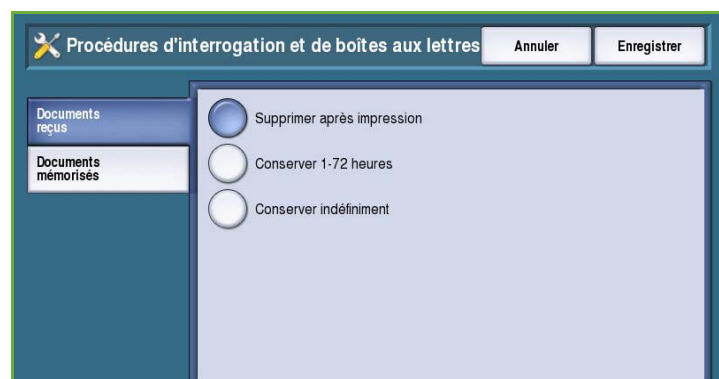 Procédures d'interrogation et de boîtes aux lettres
Annuler
Enregistrer
Documents
reçus
Documents
mémorisés
Supprimer après impression
Conserver 1-72 heures
Conserver indéfiniment